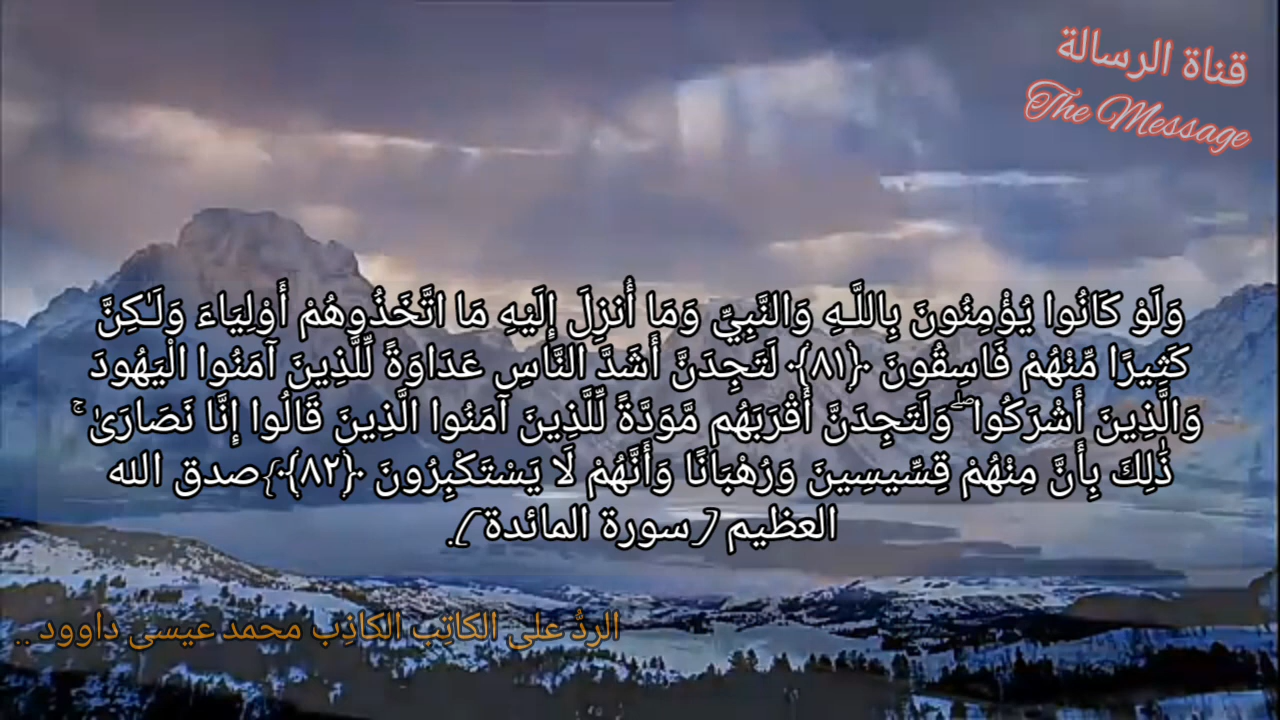 قناة الرسالة
The Message
وَلَوْ كَانُوا يُؤْمِنُونَ بِاللَّـهِ وَالنَّبِيِّ وَمَا أُنزِلَ إِلَيْهِ مَا اتَّخَذُوهُمْ أَوْلِيَاءَ وَلَـٰكِنَّ
كَثِيرًا مِّنْهُمْ فَاسِقُونَ ﴿٨١﴾ لَتَجِدَنَّ أَشَدَّ النَّاسِ عَدَاوَةً لِّلَّذِينَ آمَنُوا الْيَهُودَ
وَالَّذِينَ أَشْرَكُوا ۖ وَلَتَجِدَنَّ أَقْرَبَهُم مَّوَدَّةً لِّلَّذِينَ آمَنُوا الَّذِينَ قَالُوا إِنَّا نَصَارَىٰ ۚ
ذَٰلِكَ بِأَنَّ مِنْهُمْ قِسِّيسِينَ وَرُهْبَانًا وَأَنَّهُمْ لَا يَسْتَكْبِرُونَ ﴿٨٢﴾}صدق الله
العظيم [سورة المائدة].
الردُّ على الكاتِب الكاذِب محمد عيسى داوود ..